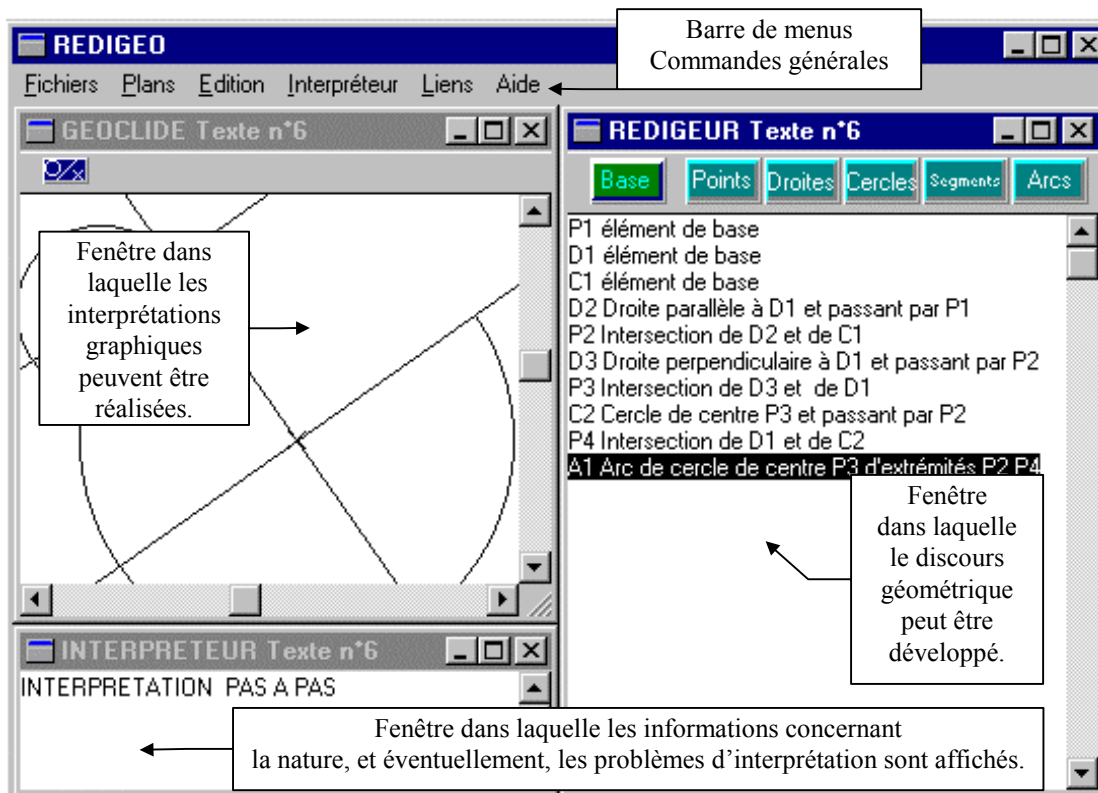 REDIGEO
Barre de menus
Commandes générales
Fichiers Plans Edition Interpréteur Liens Aide
GEOCLIDE Texte n°6
Fenêtre dans
laquelle les
interprétations
graphiques
peuvent être
réalisées.
REDIGEUR Texte n°6
Base Points Droites Cercles Segments Arcs
P1 élément de base
D1 élément de base
C1 élément de base
D2 Droite parallèle à D1 et passant par P1
P2 Intersection de D2 et de C1
D3 Droite perpendiculaire à D1 et passant par P2
P3 Intersection de D3 et de D1
C2 Cercle de centre P3 et passant par P2
P4 Intersection de D1 et de C2
A1 Arc de cercle de centre P3 d'extrémités P2 P4
Fenêtre
dans laquelle
le discours
géométrique
peut être
développé.
INTERPRETEUR Texte n°6
INTERPRETATION PAS A PAS
Fenêtre dans laquelle les informations concernant
la nature, et éventuellement, les problèmes d'interprétation sont affichés.